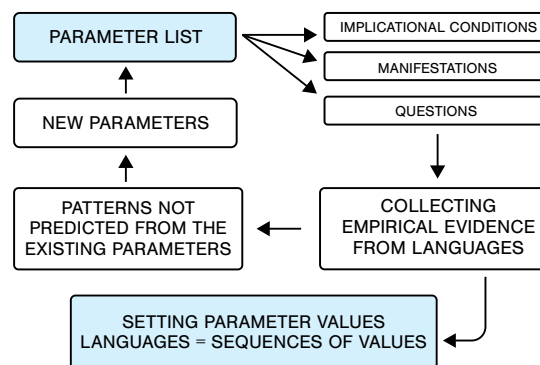 PARAMETER LIST
IMPLICATIONAL CONDITIONS
MANIFESTATIONS
QUESTIONS
NEW PARAMETERS
PATTERNS NOT
PREDICTED FROM THE
EXISTING PARAMETERS
COLLECTING
EMPIRICAL EVIDENCE
FROM LANGUAGES
SETTING PARAMETER VALUES
LANGUAGES = SEQUENCES OF VALUES